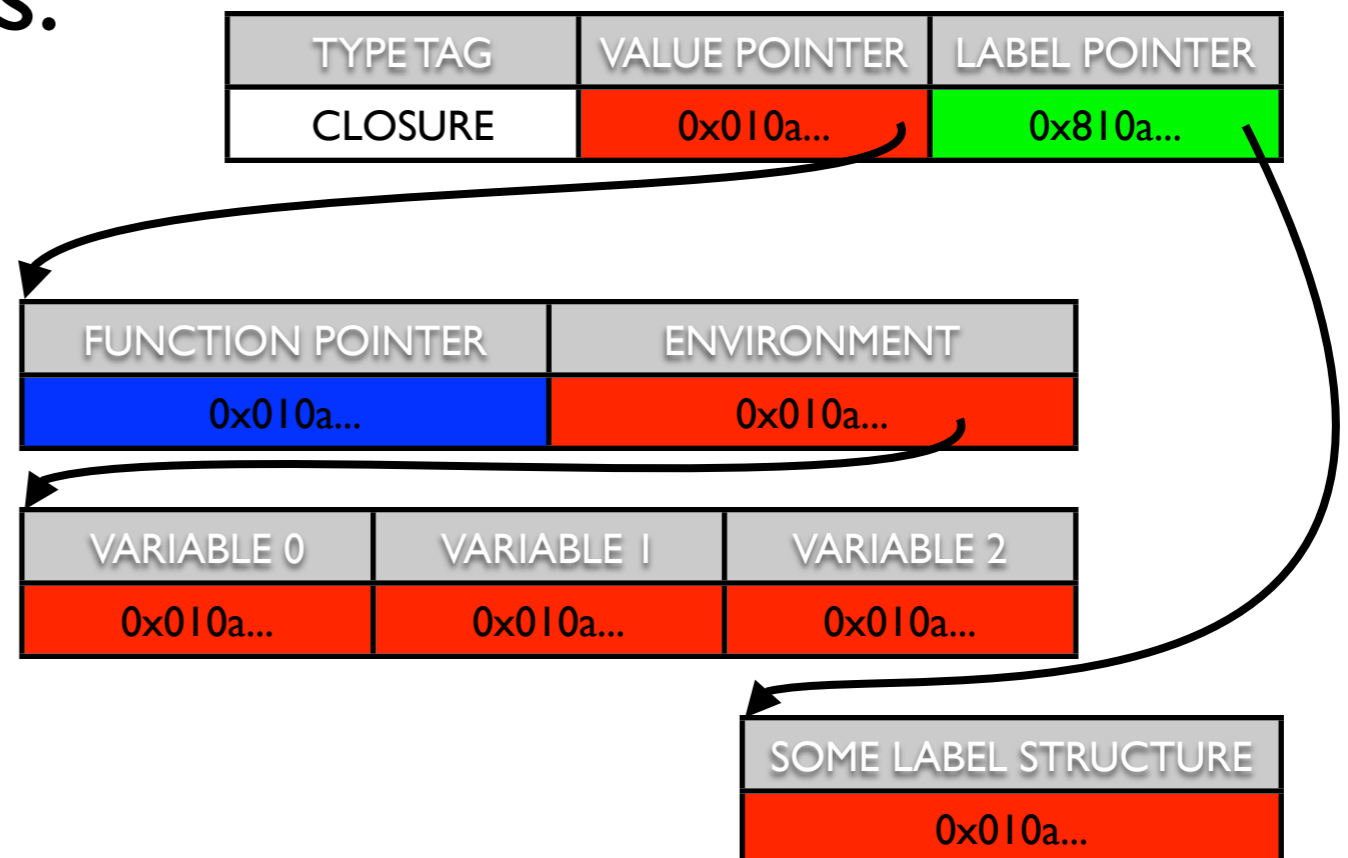 s.
TYPE TAG VALUE POINTER LABEL POINTER
CLOSURE 0x010a... 0x810a...
FUNCTION POINTER ENVIRONMENT
0x010a... 0x010a...
VARIABLE 0 VARIABLE 1 VARIABLE 2
0x010a... 0x010a... 0x010a...
SOME LABEL STRUCTURE
0x010a...